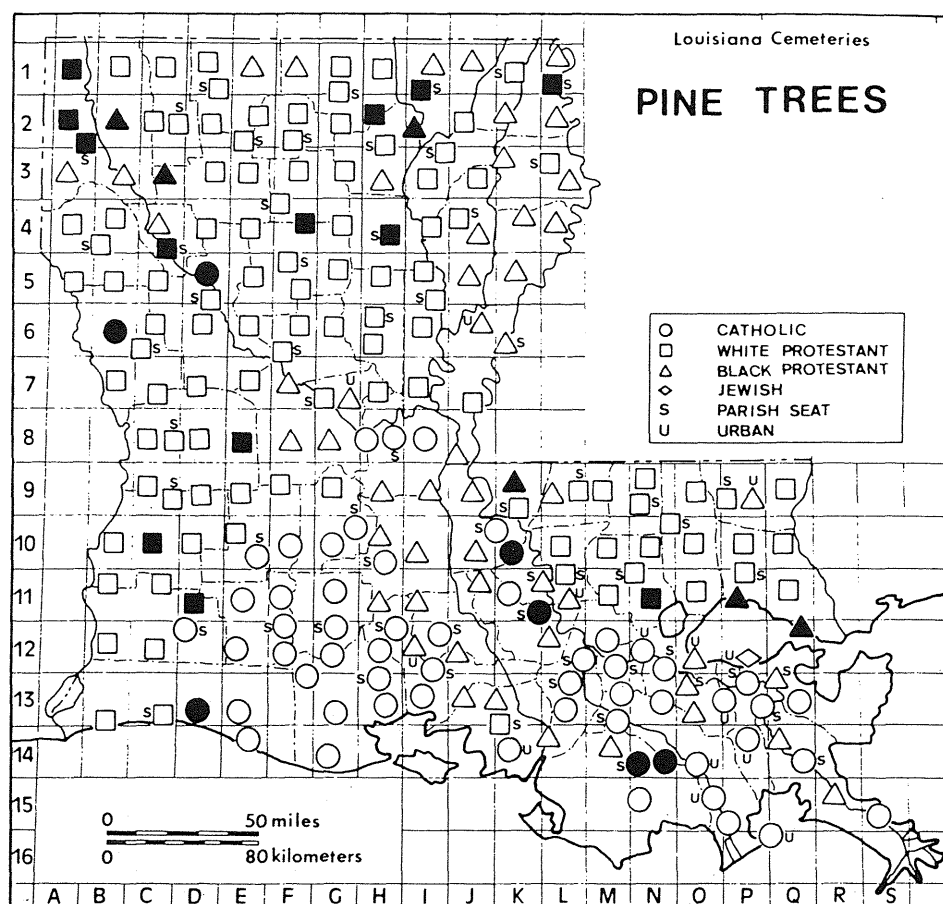 Louisiana Cemeteries
PINE TREES
1
2
3
4
5
6
7
8
9
10
11
12
13
14
15
16
CATHOLIC
WHITE PROTESTANT
BLACK PROTESTANT
JEWISH
S PARISH SEAT
U URBAN
0 50 miles
0 80 kilometers
A B C D E F G H I J K L M N O P Q R S